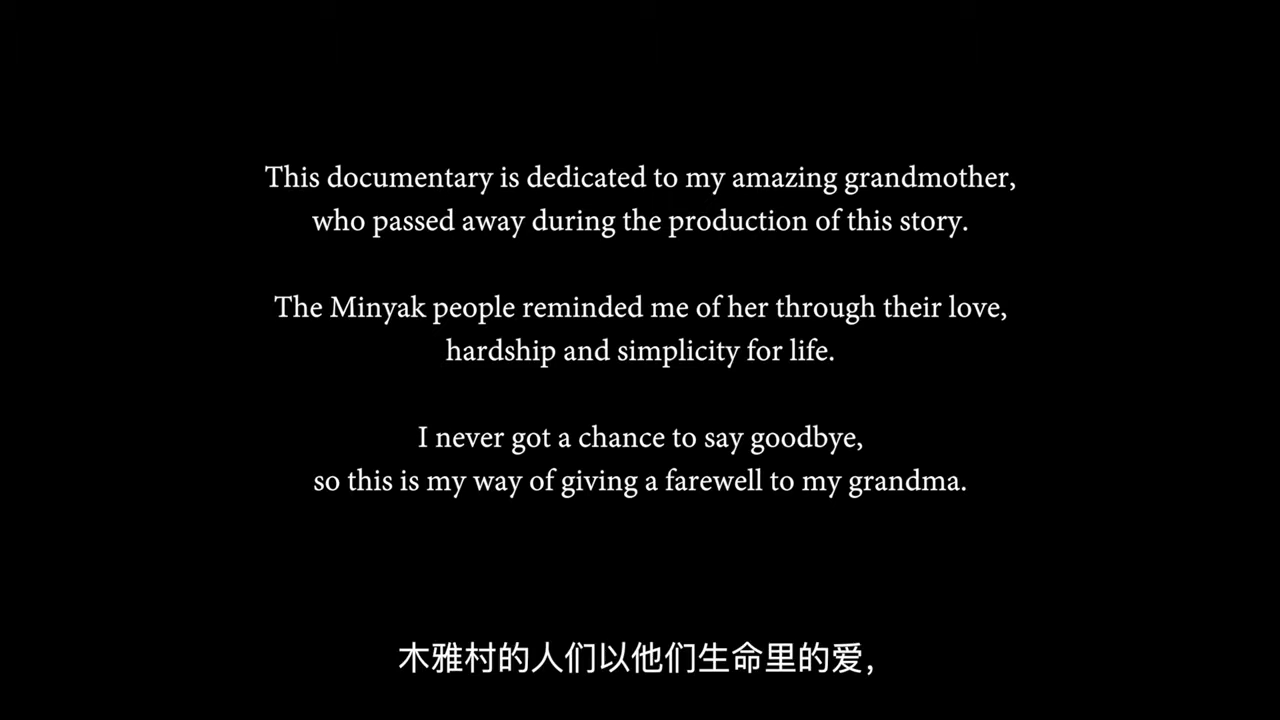 This documentary is dedicated to my amazing grandmother,
who passed away during the production of this story.
The Minyak people reminded me of her through their love,
hardship and simplicity for life.
I never got a chance to say goodbye,
so this is my way of giving a farewell to my grandma.
木雅村的人们以他们生命里的爱，